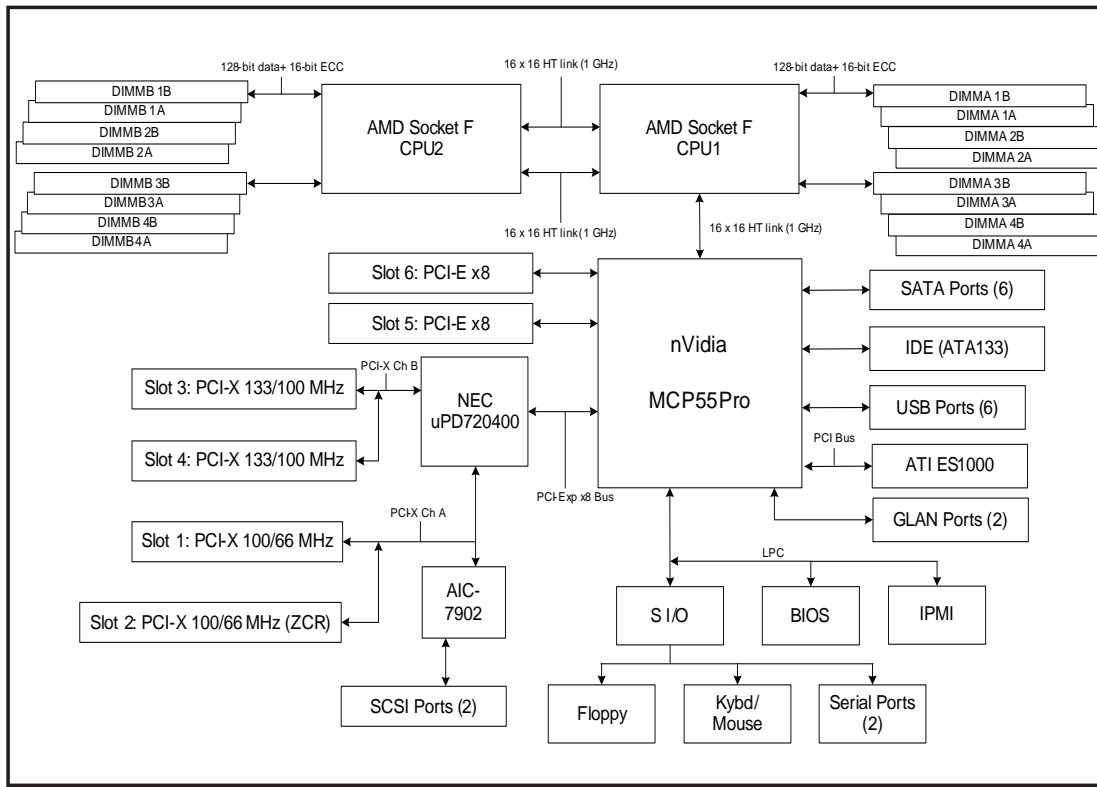 128-bit data+ 16-bit ECC
16 x 16 HT link (1 GHz)
128-bit data+ 16-bit ECC
DIMMB 1B
DIMMB 1A
DIMMB 2B
DIMMB 2A
DIMMB 3B
DIMMB 3A
DIMMB 4B
DIMMB4A
AMD Socket F
CPU2
AMD Socket F
CPU1
DIMMA 1B
DIMMA 1A
DIMMA 2B
DIMMA 2A
DIMMA 3B
DIMMA 3A
DIMMA 4B
DIMMA 4A
16 x 16 HT link (1 GHz)
16 x 16 HT link (1 GHz)
Slot 6: PCI-E x8
Slot 5: PCI-E x8
nVidia
MCP55Pro
SATA Ports (6)
IDE (ATA133)
USB Ports (6)
PCI Bus
ATI ES1000
GLAN Ports (2)
PCI-X Ch B
Slot 3: PCI-X 133/100 MHz
Slot 4: PCI-X 133/100 MHz
NEC
uPD720400
PCI-Exp x8 Bus
PCI-X Ch A
Slot 1: PCI-X 100/66 MHz
Slot 2: PCI-X 100/66 MHz (ZCR)
AIC-
7902
SCSI Ports (2)
LPC
S I/O
BIOS
IPMI
Floppy
Kybd/
Mouse
Serial Ports
(2)